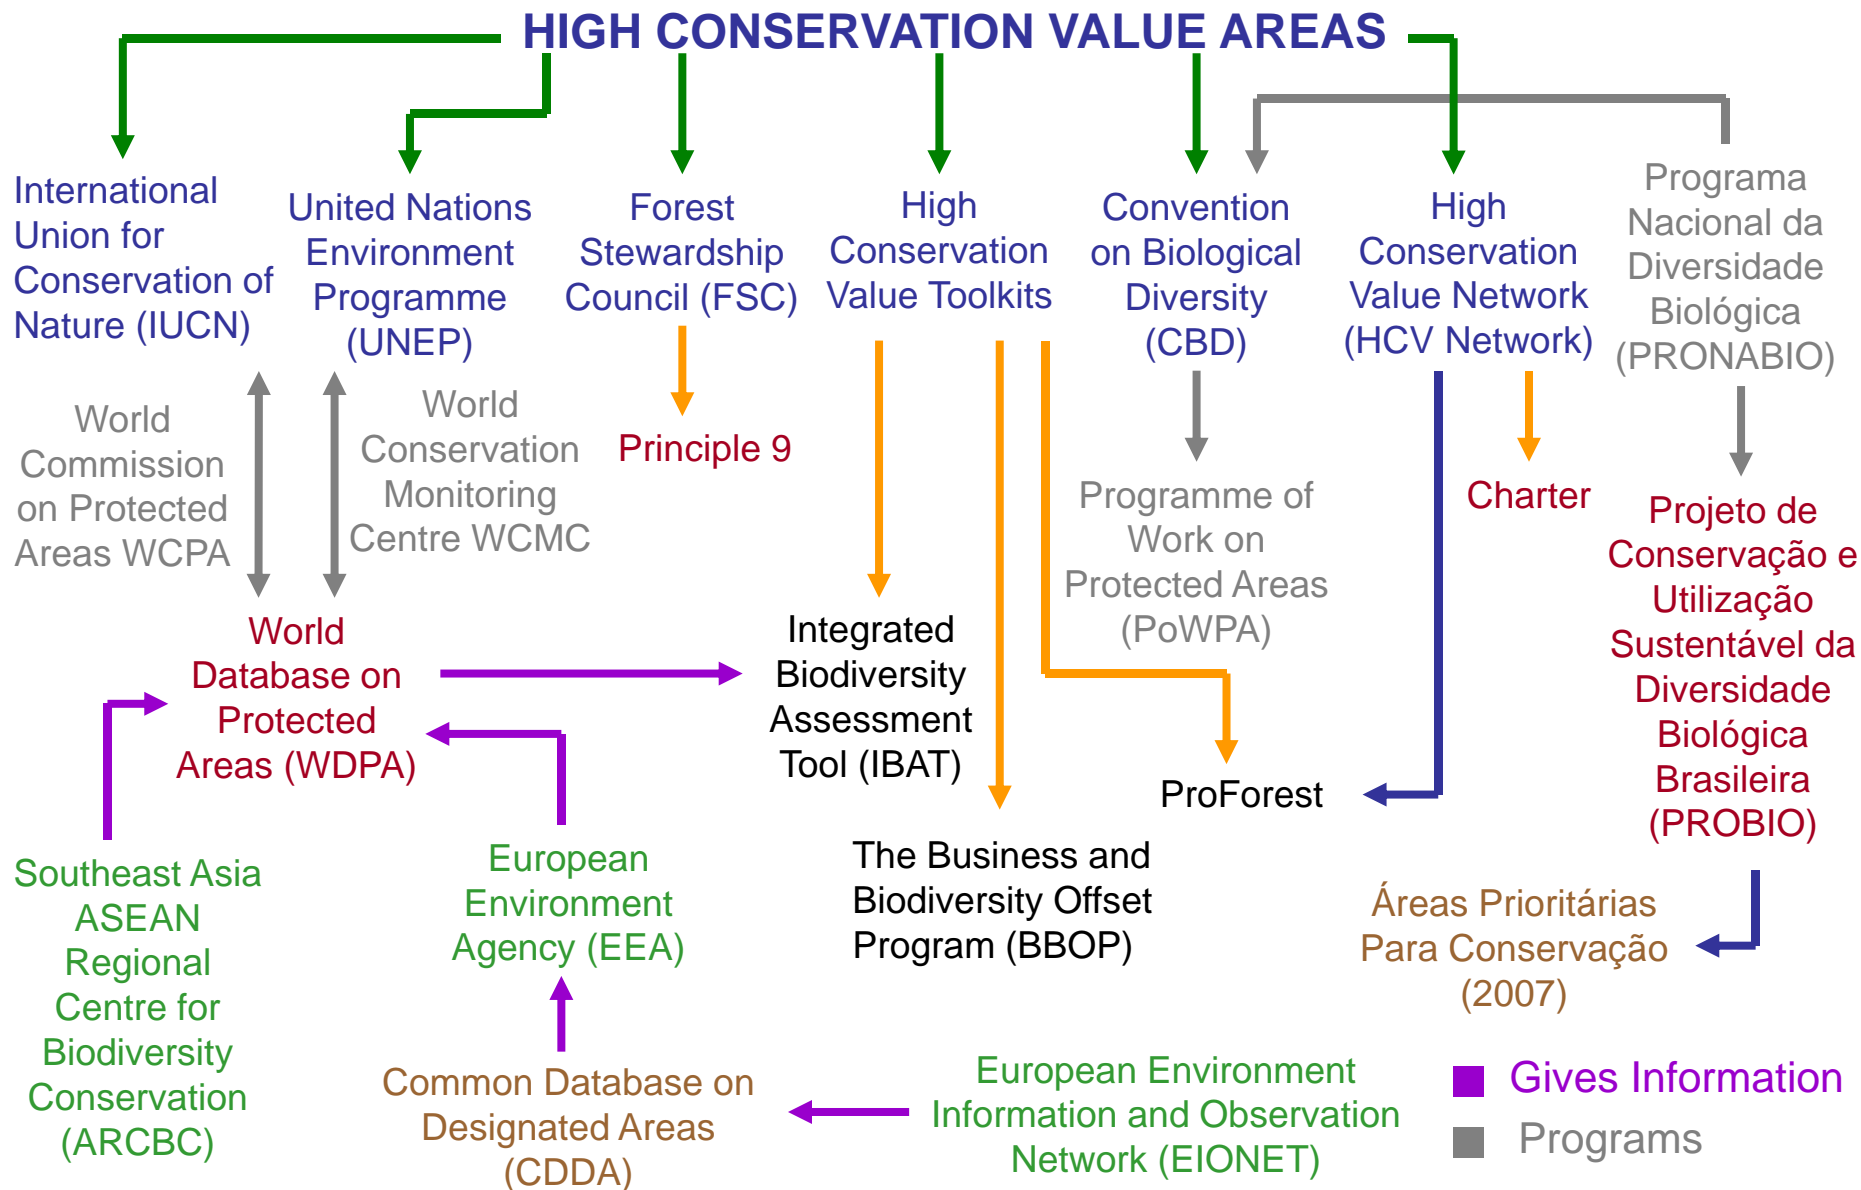 HIGH CONSERVATION VALUE AREAS
International
Union for
Conservation of
Nature (IUCN)
United Nations
Environment
Programme
(UNEP)
Forest
Stewardship
Council (FSC)
High
Conservation
Value Toolkits
Convention
on Biological
Diversity
(CBD)
High
Conservation
Value Network
(HCV Network)
Programa
Nacional da
Diversidade
Biológica
(PRONABIO)
World
Commission
on Protected
Areas WCPA
World
Conservation
Monitoring
Centre WCMC
Principle 9
Programme of
Work on
Protected Areas
(PoWPA)
Charter
Projeto de
Conservação e
Utilização
Sustentável da
Diversidade
Biológica
Brasileira
(PROBIO)
World
Database on
Protected
Areas (WDPA)
Integrated
Biodiversity
Assessment
Tool (IBAT)
ProForest
Southeast Asia
ASEAN
Regional
Centre for
Biodiversity
Conservation
(ARCBC)
European
Environment
Agency (EEA)
The Business and
Biodiversity Offset
Program (BBOP)
Áreas Prioritárias
Para Conservação
(2007)
Common Database on
Designated Areas
(CDDA)
European Environment
Information and Observation
Network (EIONET)
Gives Information
Programs